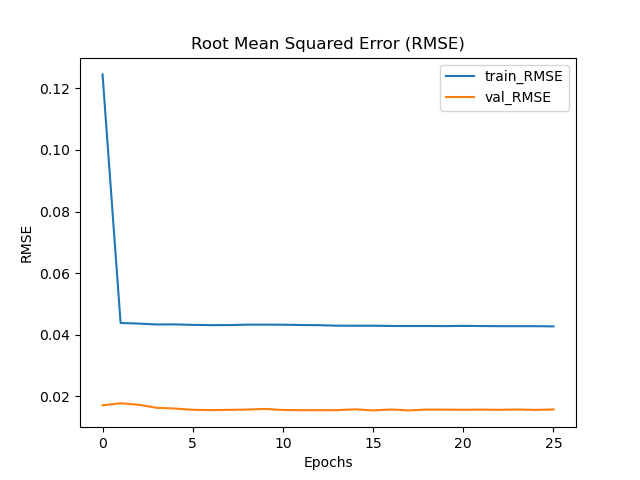 Root Mean Squared Error (RMSE)
train_RMSE
val_RMSE
0.12
0.10
0.08
0.06
0.04
0.02
RMSE
0 5 10 15 20 25
Epochs